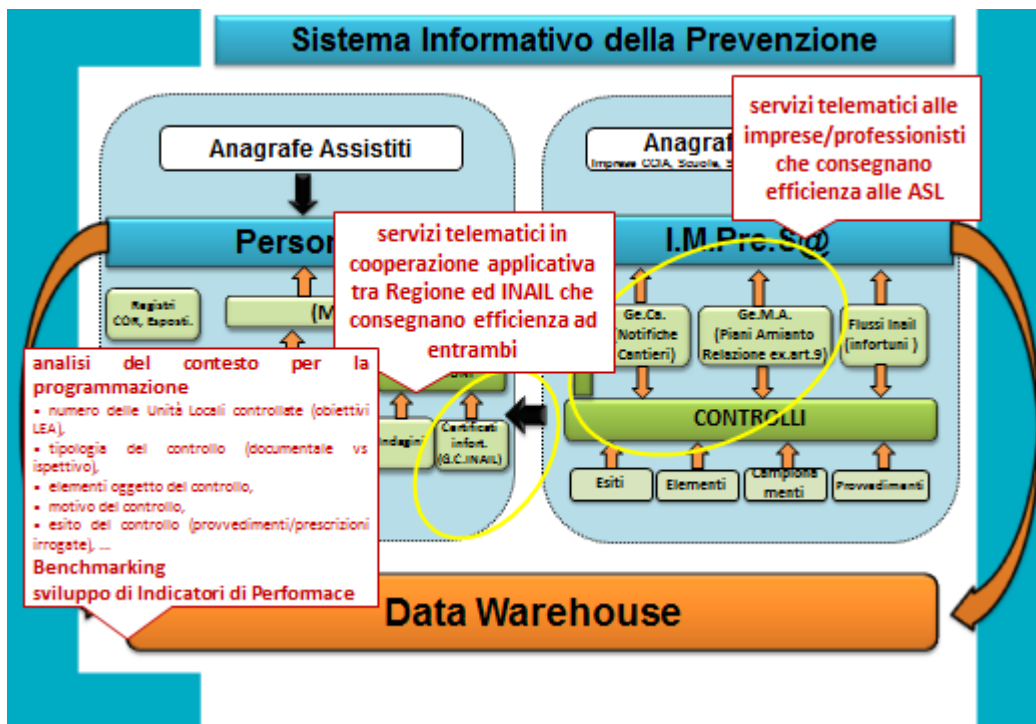 Sistema Informativo della Prevenzione
Anagrafe Assistiti
Anagraf
Imprese CCIA, Scuole, S
servizi telematici alle
imprese/professionisti
che consegnano
efficienza alle ASL
Person
I.M.Pre.S@
servizi telematici in
cooperazione applicativa
tra Regione ed INAIL che
consegnano efficienza ad
entrambi
Registri
COR, Esposti.
(M
Ge.Ca.
(Notifiche
Cantieri)
Ge.M.A.
(Piani Amianto
Relazione ex.art.9)
Flussi Inail
(infortuni )
analisi del contesto per la
programmazione
▪ numero delle Unità Locali controllate (obiettivi
LEA),
▪ tipologia del controllo (documentale vs
ispettivo),
▪ elementi oggetto del controllo,
▪ motivo del controllo,
▪ esito del controllo (provvedimenti/prescrizioni
irrogate), ...
Benchmarking
sviluppo di Indicatori di Performace
Indagini
Certificati
infort.
(G.C.INAIL)
CONTROLLI
Esiti
Elementi
Campiona
menti
Provvedimenti
Data Warehouse